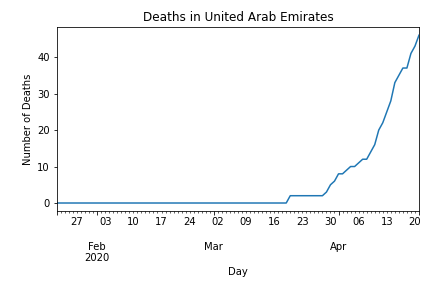 Deaths in United Arab Emirates
Number of Deaths
40
30
20
10
0
27 03 10 17 24 02 09 16 23 30 06 13 20
Feb Mar Apr
2020
Day